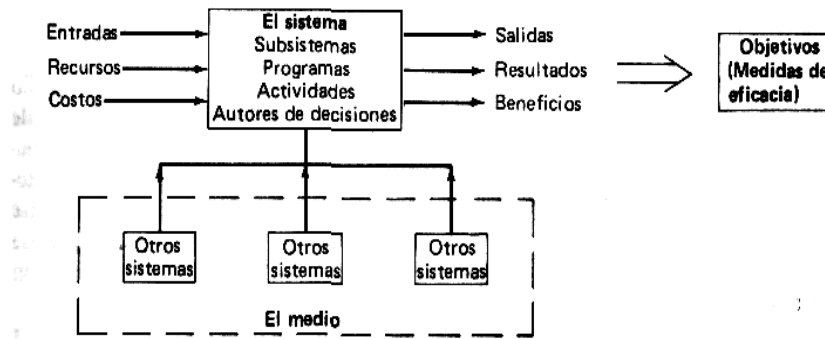 Entradas
Recursos
Costos
El sistema
Subsistemas
Programas
Actividades
Autores de decisiones
Salidas
Resultados
Beneficios
Objetivos
(Medidas de
eficacia)
Otros
sistemas
Otros
sistemas
Otros
sistemas
El medio